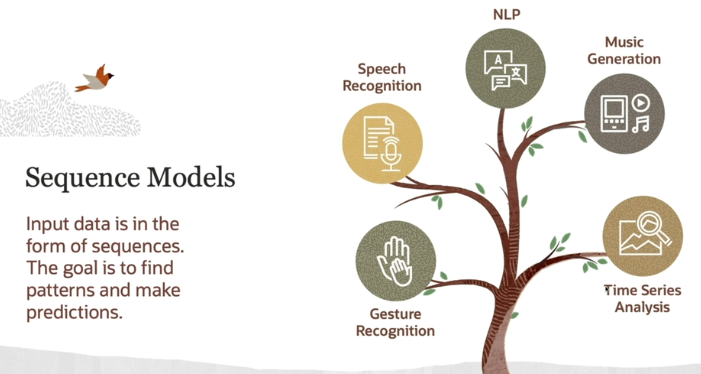 Sequence Models
Input data is in the
form of sequences.
The goal is to find
patterns and make
predictions.
NLP
Speech
Recognition
Music
Generation
Gesture
Recognition
Time Series
Analysis
A
文